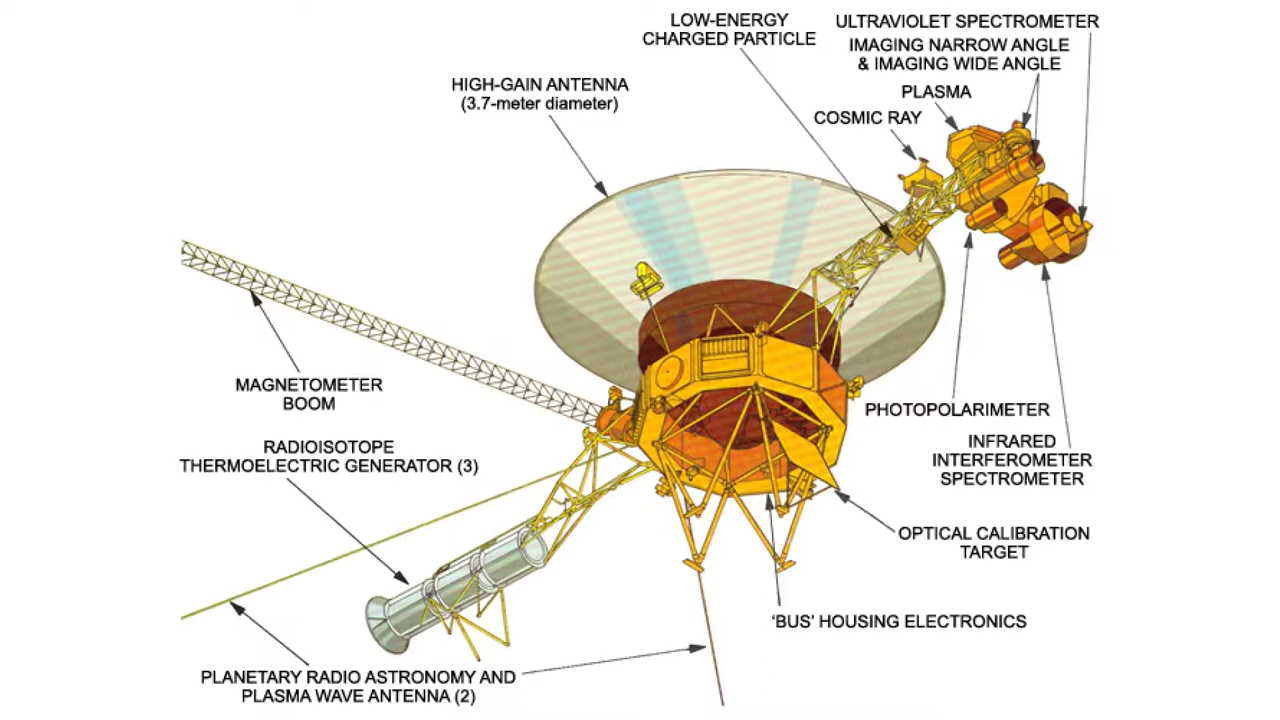 LOW-ENERGY
CHARGED PARTICLE
ULTRAVIOLET SPECTROMETER
IMAGING NARROW ANGLE
& IMAGING WIDE ANGLE
HIGH-GAIN ANTENNA
(3.7-meter diameter)
PLASMA
COSMIC RAY
MAGNETOMETER
BOOM
PHOTOPOLARIMETER
RADIOISOTOPE
THERMOELECTRIC GENERATOR (3)
INFRARED
INTERFEROMETER
SPECTROMETER
OPTICAL CALIBRATION
TARGET
‘BUS’ HOUSING ELECTRONICS
PLANETARY RADIO ASTRONOMY AND
PLASMA WAVE ANTENNA (2)